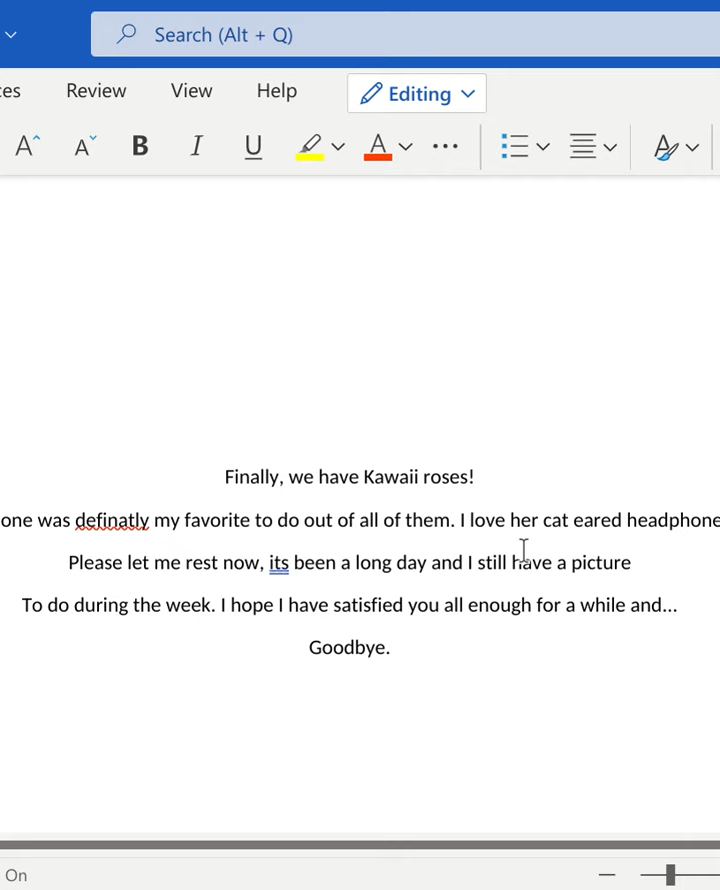 Search (Alt + Q)
ces Review View Help Editing
A A B I U A ... A
Finally, we have Kawaii roses!
one was definatly my favorite to do out of all of them. I love her cat eared headphone
Please let me rest now, its been a long day and I still have a picture
To do during the week. I hope I have satisfied you all enough for a while and...
Goodbye.
On